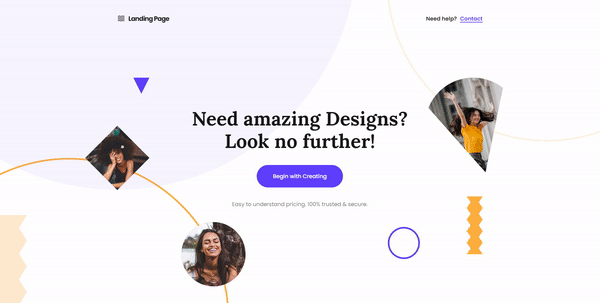 Landing Page
Need help? Contact
Need amazing Designs?
Look no further!
Begin with Creating
Easy to understand pricing. 100% trusted & secure.